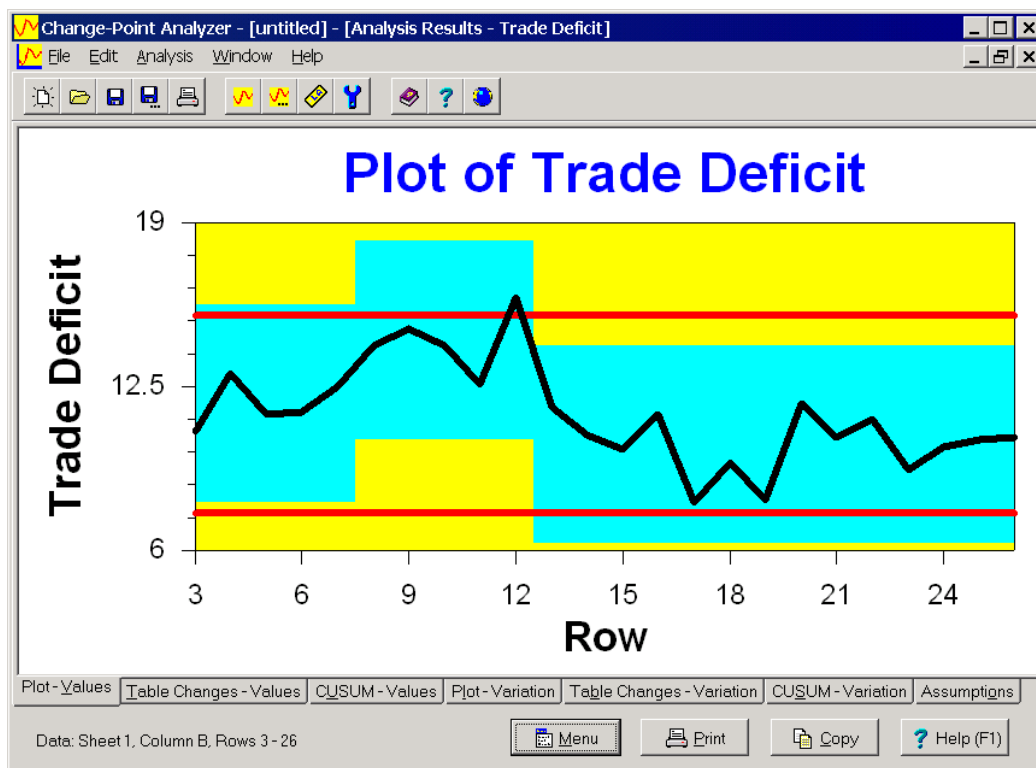 Change-Point Analyzer - [untitled] - [Analysis Results - Trade Deficit]
File Edit Analysis Window Help
Plot of Trade Deficit
Trade Deficit
19
12.5
6
3 6 9 12 15 18 21 24
Row
Plot - Values Table Changes - Values CUSUM - Values Plot - Variation Table Changes - Variation CUSUM - Variation Assumptions
Data: Sheet 1, Column B, Rows 3 - 26 Menu Print Copy ? Help (F1)